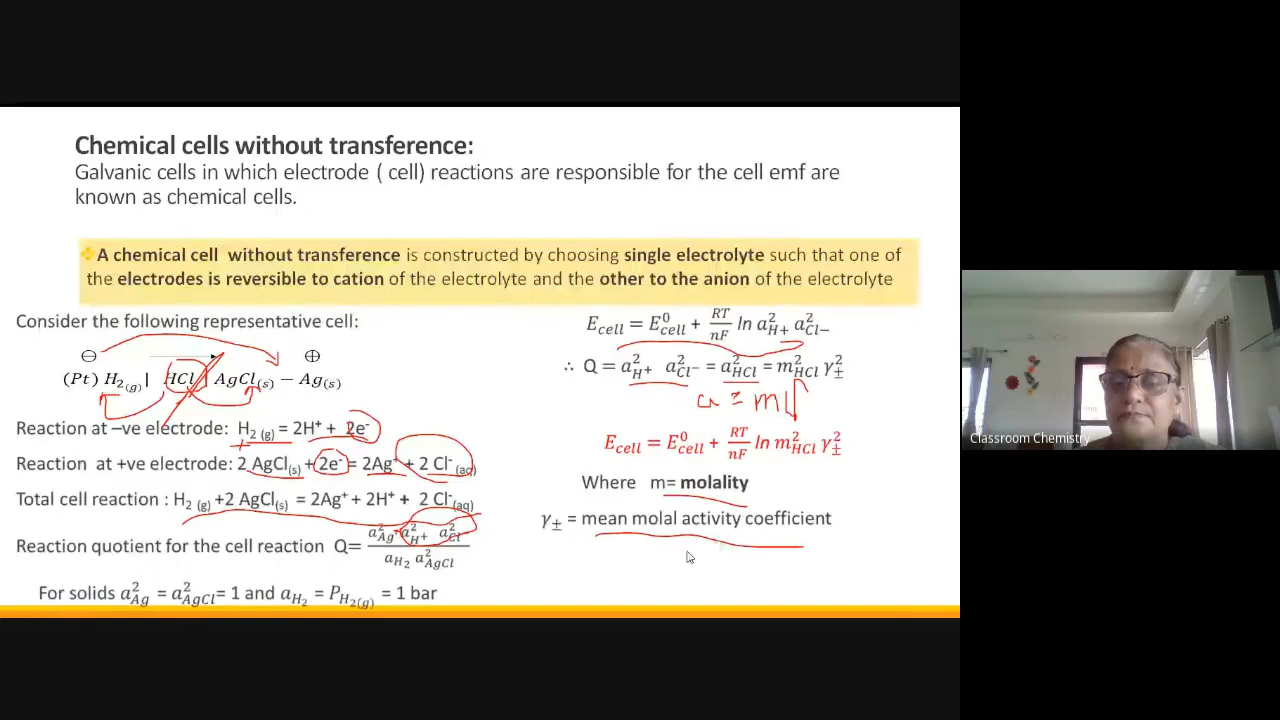 Chemical cells without transference:
Galvanic cells in which electrode ( cell) reactions are responsible for the cell emf are
known as chemical cells.
❖A chemical cell without transference is constructed by choosing single electrolyte such that one of
the electrodes is reversible to cation of the electrolyte and the other to the anion of the electrolyte
Consider the following representative cell:
⊖ ⊕
(Pt) H₂(g)| HCl| AgCl(s) − Ag(s)
Reaction at –ve electrode: H₂ (g) = 2H⁺ + 2e⁻
Reaction at +ve electrode: 2 AgCl(s) + 2e⁻ = 2Ag⁺ + 2 Cl⁻(aq)
Total cell reaction : H₂ (g) +2 AgCl(s) = 2Ag⁺ + 2H⁺ + 2 Cl⁻(aq)
Reaction quotient for the cell reaction Q= a²Ag⁺ a²H⁺ a²Cl / aH₂ a²AgCl
For solids a²Ag = a²AgCl= 1 and aH₂ = PH₂(g) = 1 bar
Ecell = E⁰cell + RT/nF ln a²H+ a²Cl−
∴ Q = a²H⁺ a²Cl⁻ = a²HCl = m²HCl γ²±
a = m γ
Ecell = E⁰cell + RT/nF ln m²HCl γ²±
Where m= molality
γ± = mean molal activity coefficient
Classroom Chemistry